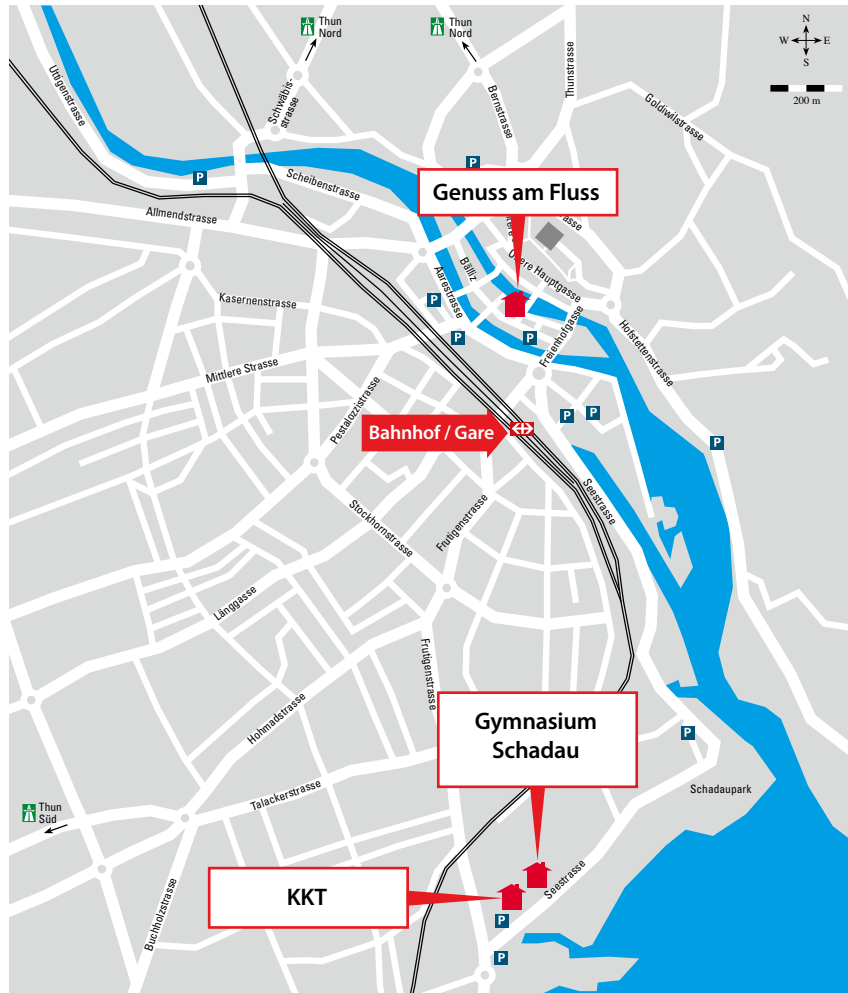 Thun
Nord
Thun
Nord
N
W
E
S
200 m
Uttigenstrasse
Schwäbis-
strasse
Bernstrasse
Thunstrasse
Goldiwilstrasse
P
P
Scheibenstrasse
Genuss am Fluss
Allmendstrasse
Obere Hauptgasse
Bälliz
Aarestrasse
Kasernenstrasse
P
P
P
Freienhofgasse
Hofstettenstrasse
Mittlere Strasse
Pestalozzistrasse
Bahnhof / Gare
P
P
P
Seestrasse
Stockhornstrasse
Frutigenstrasse
Länggasse
Frutigenstrasse
Hohmadstrasse
Gymnasium
Schadau
P
Schadaupark
Talackerstrasse
Thun
Süd
KKT
Seestrasse
Buchholzstrasse
P
P